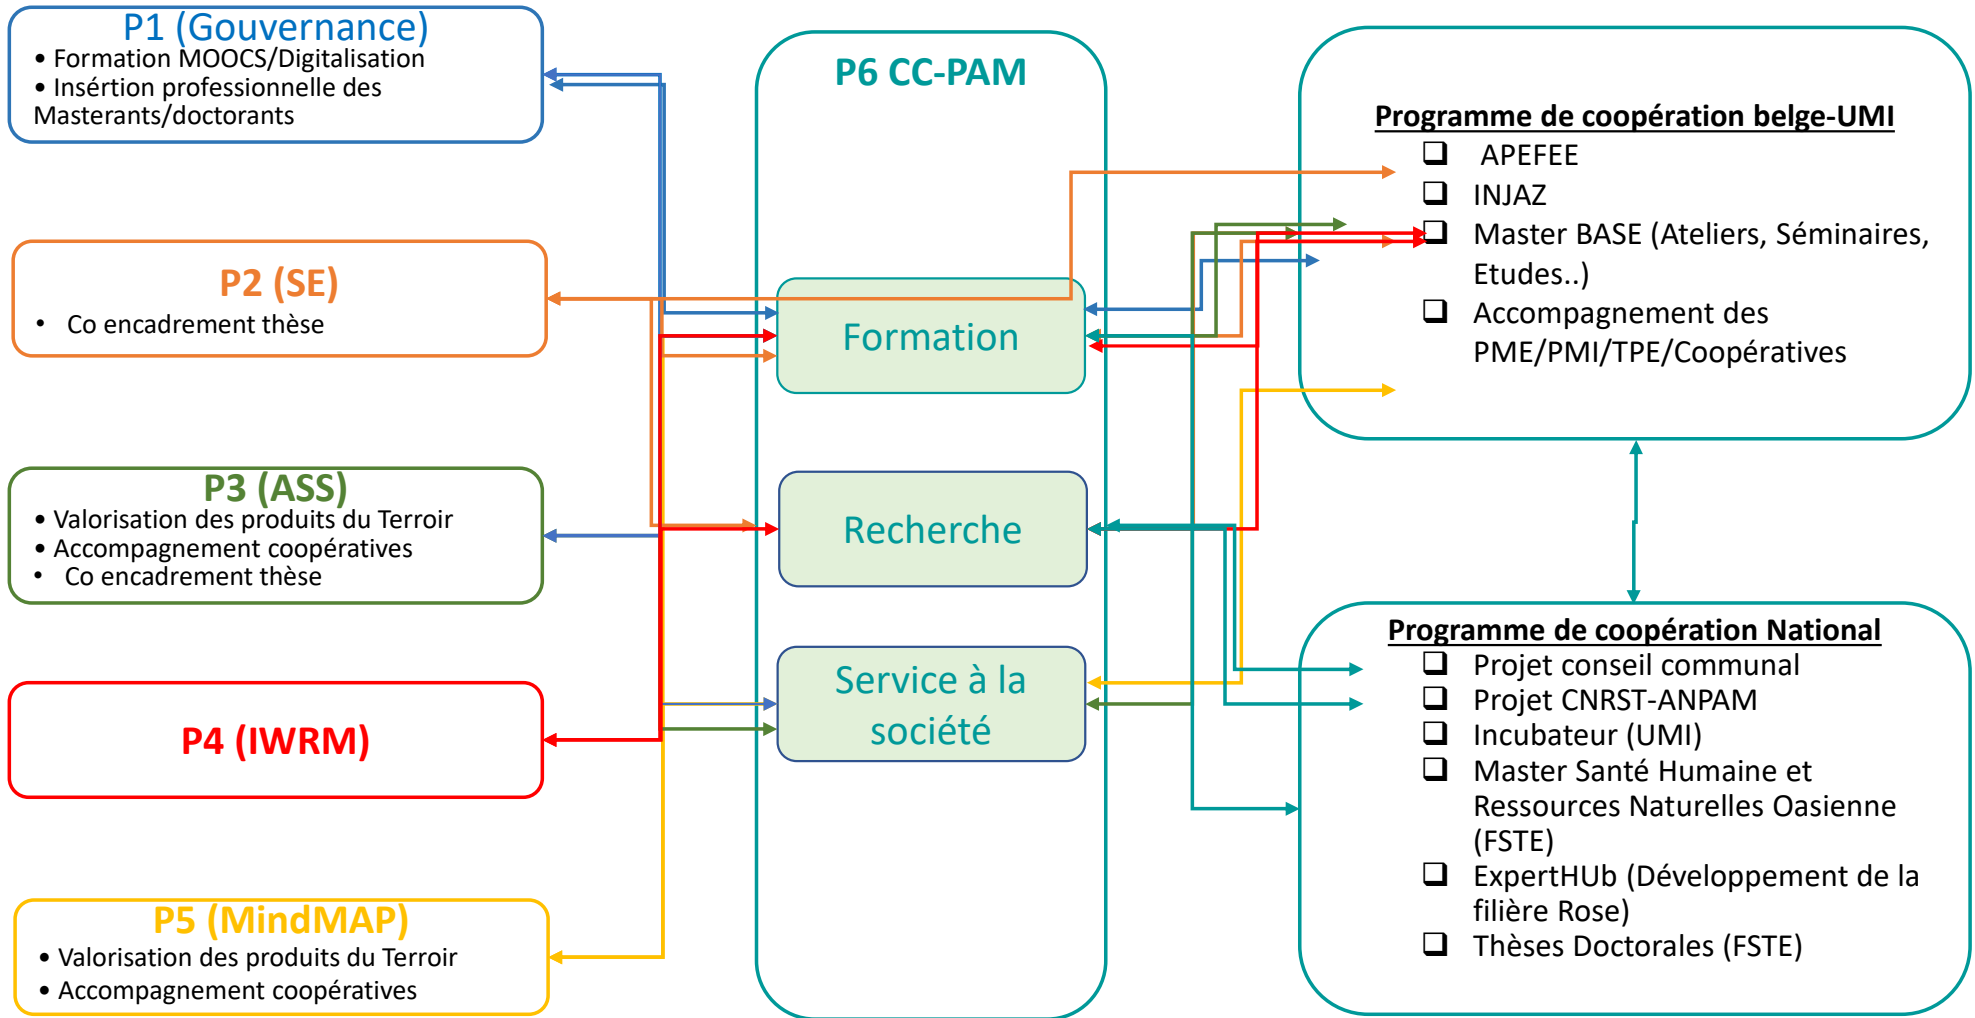 P1 (Gouvernance)
• Formation MOOCS/Digitalisation
• Insértion professionnelle des
Masterants/doctorants
P2 (SE)
• Co encadrement thèse
P3 (ASS)
• Valorisation des produits du Terroir
• Accompagnement coopératives
• Co encadrement thèse
P4 (IWRM)
P5 (MindMAP)
• Valorisation des produits du Terroir
• Accompagnement coopératives
P6 CC-PAM
Formation
Recherche
Service à la
société
Programme de coopération belge-UMI
❑ APEFEE
❑ INJAZ
❑ Master BASE (Ateliers, Séminaires,
Etudes..)
❑ Accompagnement des
PME/PMI/TPE/Coopératives
Programme de coopération National
❑ Projet conseil communal
❑ Projet CNRST-ANPAM
❑ Incubateur (UMI)
❑ Master Santé Humaine et
Ressources Naturelles Oasienne
(FSTE)
❑ ExpertHUb (Développement de la
filière Rose)
❑ Thèses Doctorales (FSTE)